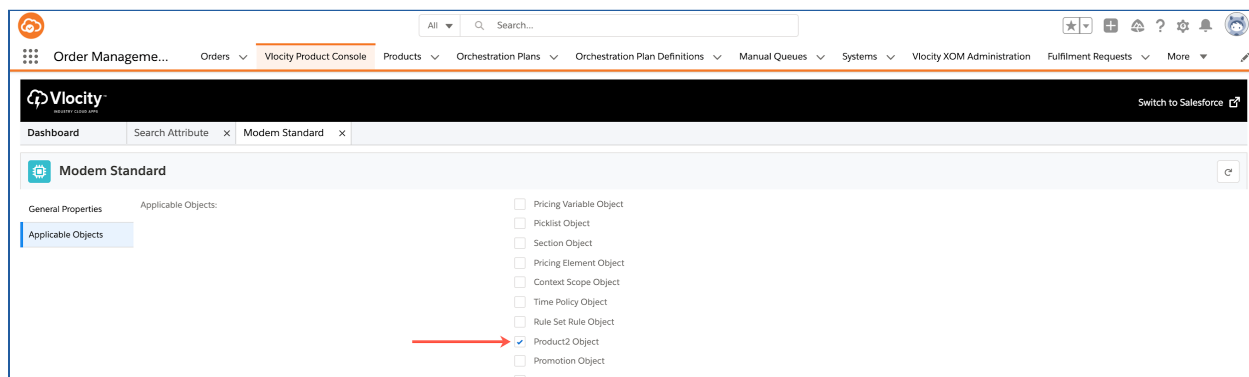 All Search...
Order Manageme... Orders Vlocity Product Console Products Orchestration Plans Orchestration Plan Definitions Manual Queues Systems Vlocity XOM Administration Fulfilment Requests More
Vlocity
INDUSTRY CLOUD APPS
Switch to Salesforce
Dashboard Search Attribute × Modem Standard ×
Modem Standard
General Properties
Applicable Objects
Applicable Objects:
Pricing Variable Object
Picklist Object
Section Object
Pricing Element Object
Context Scope Object
Time Policy Object
Rule Set Rule Object
Product2 Object
Promotion Object